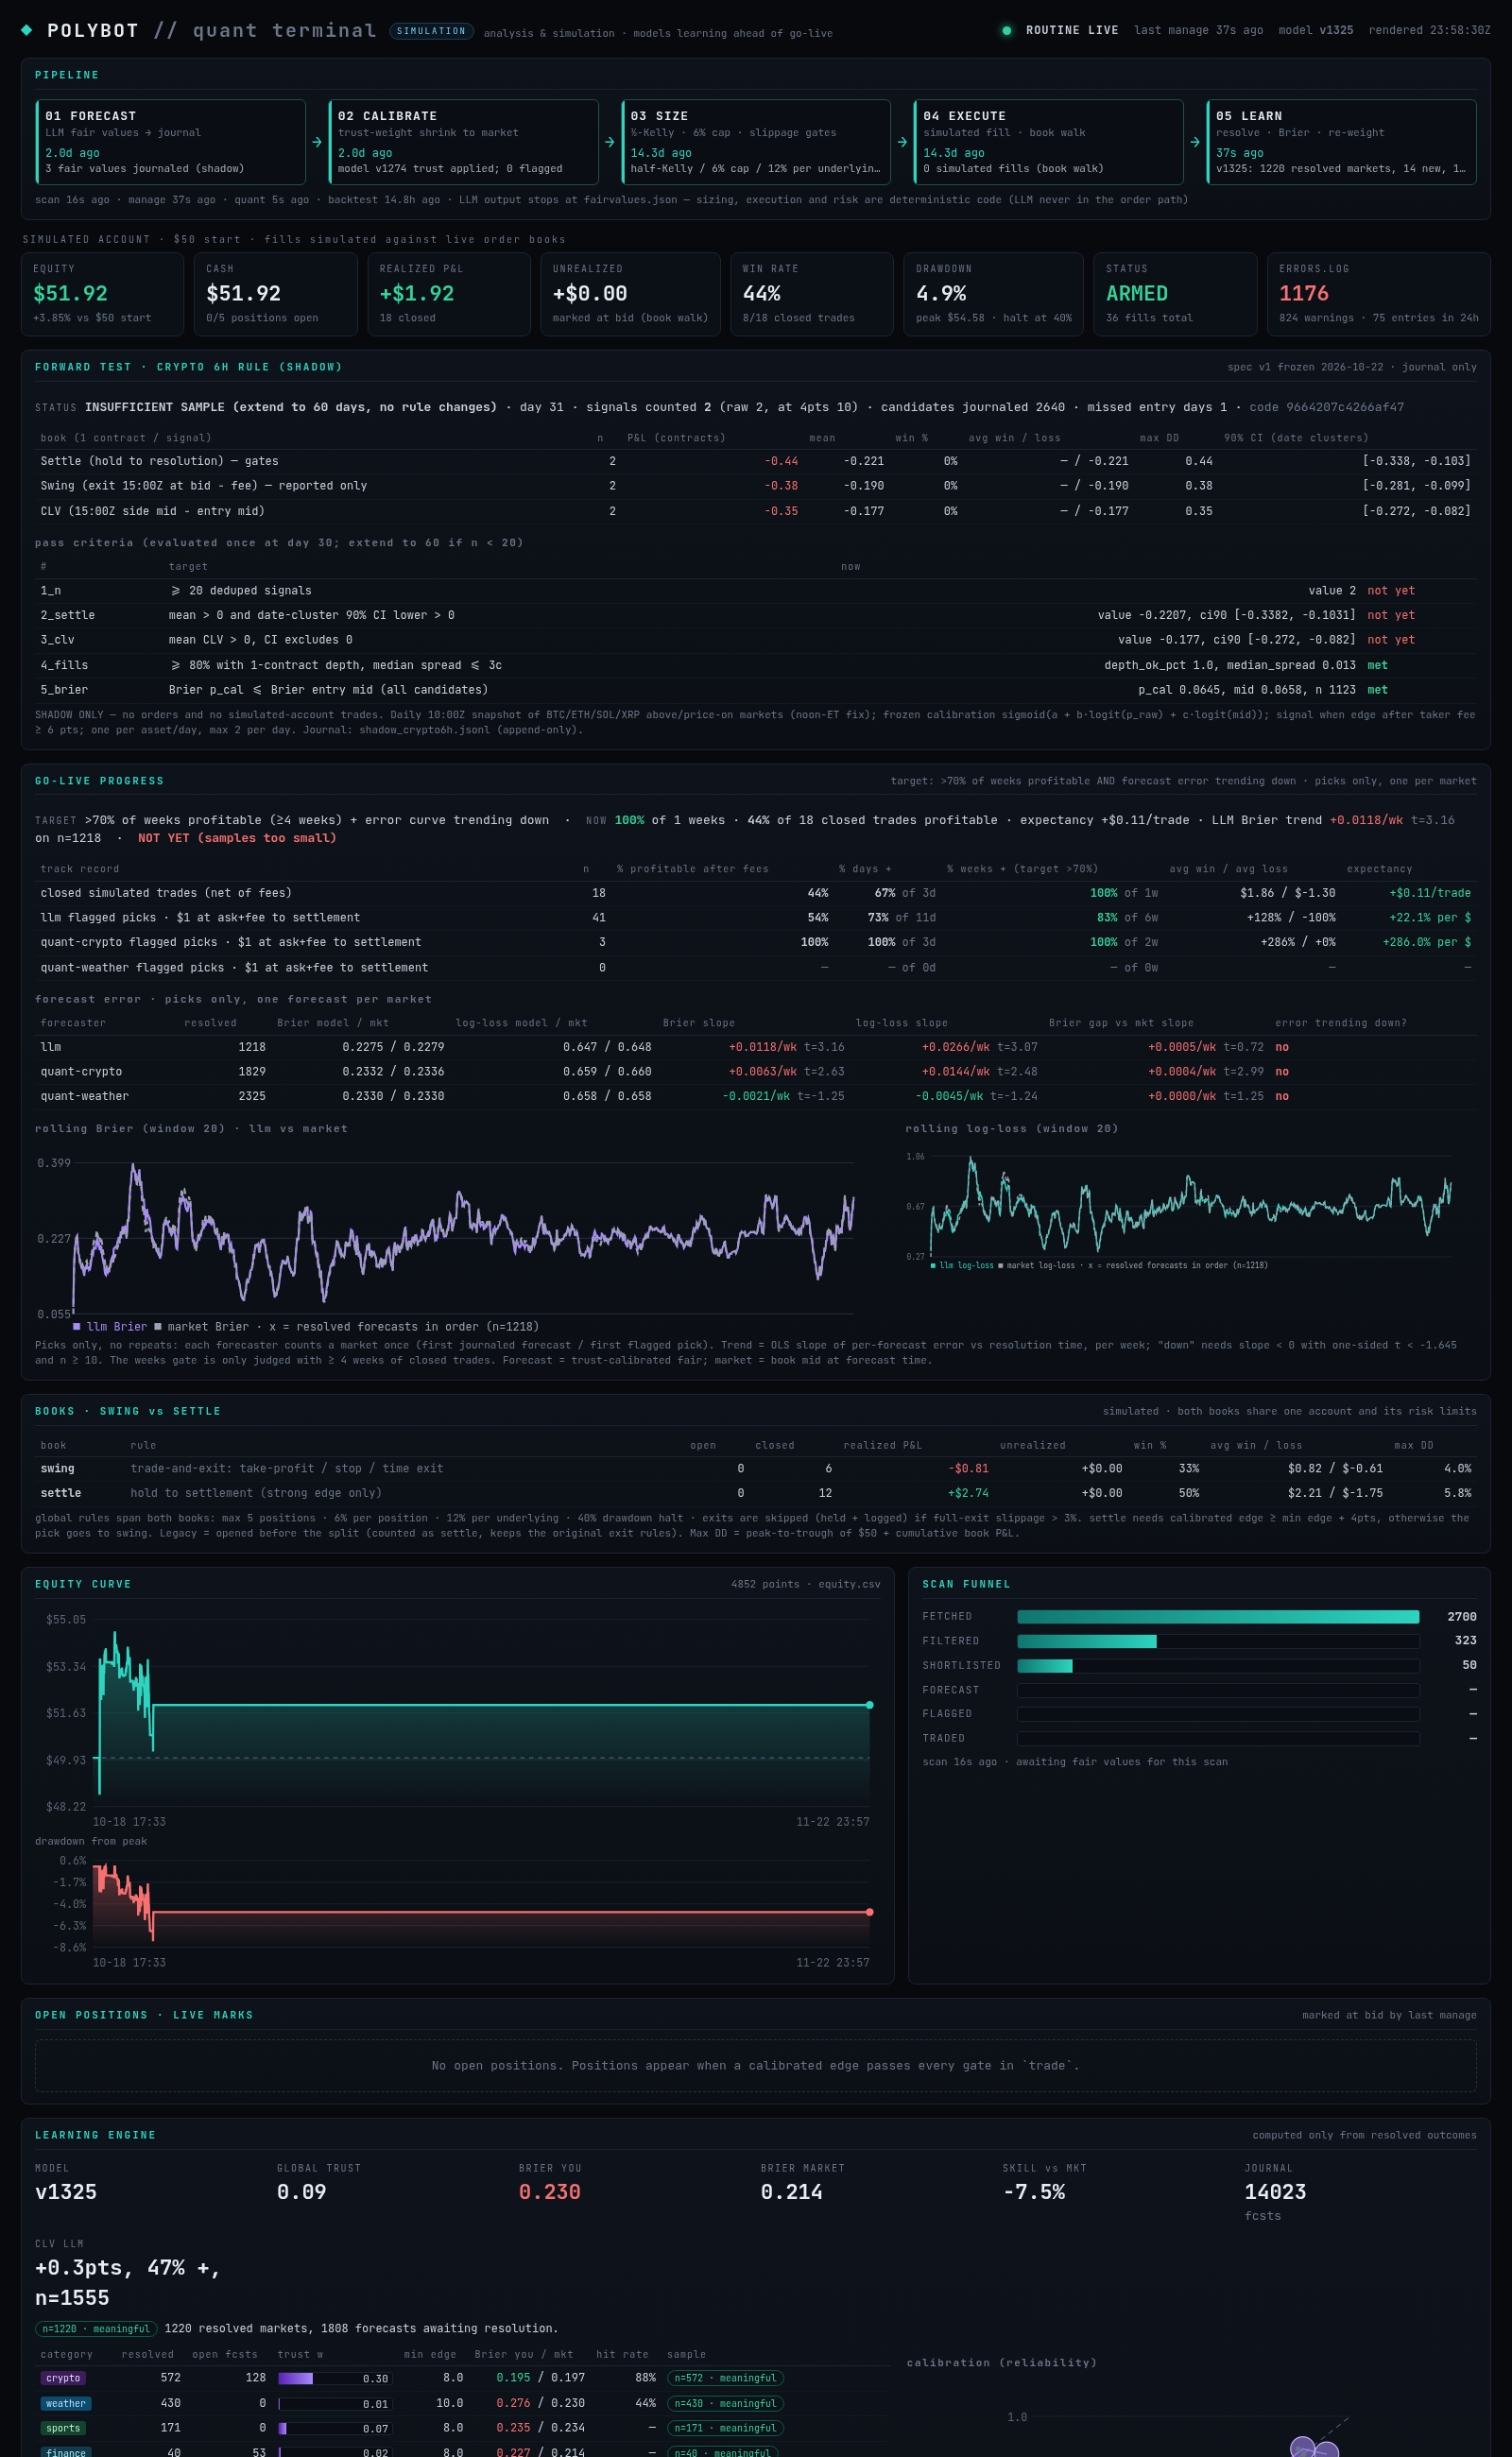 ◆ POLYBOT // quant terminal SIMULATION analysis & simulation · models learning ahead of go-live ROUTINE LIVE last manage 37s ago model v1325 rendered 23:58:30Z
PIPELINE
01 FORECAST
LLM fair values → journal
2.0d ago
3 fair values journaled (shadow)
→
02 CALIBRATE
trust-weight shrink to market
2.0d ago
model v1274 trust applied; 0 flagged
→
03 SIZE
½-Kelly · 6% cap · slippage gates
14.3d ago
half-Kelly / 6% cap / 12% per underlyin…
→
04 EXECUTE
simulated fill · book walk
14.3d ago
0 simulated fills (book walk)
→
05 LEARN
resolve · Brier · re-weight
37s ago
v1325: 1220 resolved markets, 14 new, 1…
scan 16s ago · manage 37s ago · quant 5s ago · backtest 14.8h ago · LLM output stops at fairvalues.json — sizing, execution and risk are deterministic code (LLM never in the order path)
SIMULATED ACCOUNT · $50 start · fills simulated against live order books
EQUITY
$51.92
+3.85% vs $50 start
CASH
$51.92
0/5 positions open
REALIZED P&L
+$1.92
18 closed
UNREALIZED
+$0.00
marked at bid (book walk)
WIN RATE
44%
8/18 closed trades
DRAWDOWN
4.9%
peak $54.58 · halt at 40%
STATUS
ARMED
36 fills total
ERRORS.LOG
1176
824 warnings · 75 entries in 24h
FORWARD TEST · CRYPTO 6H RULE (SHADOW) spec v1 frozen 2026-10-22 · journal only
STATUS INSUFFICIENT SAMPLE (extend to 60 days, no rule changes) · day 31 · signals counted 2 (raw 2, at 4pts 10) · candidates journaled 2640 · missed entry days 1 · code 9664207c4266af47
book (1 contract / signal) n P&L (contracts) mean win % avg win / loss max DD 90% CI (date clusters)
Settle (hold to resolution) — gates 2 -0.44 -0.221 0% — / -0.221 0.44 [-0.338, -0.103]
Swing (exit 15:00Z at bid - fee) — reported only 2 -0.38 -0.190 0% — / -0.190 0.38 [-0.281, -0.099]
CLV (15:00Z side mid - entry mid) 2 -0.35 -0.177 0% — / -0.177 0.35 [-0.272, -0.082]
pass criteria (evaluated once at day 30; extend to 60 if n < 20)
# target now
1_n ≥ 20 deduped signals value 2 not yet
2_settle mean > 0 and date-cluster 90% CI lower > 0 value -0.2207, ci90 [-0.3382, -0.1031] not yet
3_clv mean CLV > 0, CI excludes 0 value -0.177, ci90 [-0.272, -0.082] not yet
4_fills ≥ 80% with 1-contract depth, median spread ≤ 3c depth_ok_pct 1.0, median_spread 0.013 met
5_brier Brier p_cal ≤ Brier entry mid (all candidates) p_cal 0.0645, mid 0.0658, n 1123 met
SHADOW ONLY — no orders and no simulated-account trades. Daily 10:00Z snapshot of BTC/ETH/SOL/XRP above/price-on markets (noon-ET fix); frozen calibration sigmoid(a + b·logit(p_raw) + c·logit(mid)); signal when edge after taker fee
≥ 6 pts; one per asset/day, max 2 per day. Journal: shadow_crypto6h.jsonl (append-only).
GO-LIVE PROGRESS target: >70% of weeks profitable AND forecast error trending down · picks only, one per market
TARGET >70% of weeks profitable (≥4 weeks) + error curve trending down · NOW 100% of 1 weeks · 44% of 18 closed trades profitable · expectancy +$0.11/trade · LLM Brier trend +0.0118/wk t=3.16
on n=1218 · NOT YET (samples too small)
track record n % profitable after fees % days + % weeks + (target >70%) avg win / avg loss expectancy
closed simulated trades (net of fees) 18 44% 67% of 3d 100% of 1w $1.86 / $-1.30 +$0.11/trade
llm flagged picks · $1 at ask+fee to settlement 41 54% 73% of 11d 83% of 6w +128% / -100% +22.1% per $
quant-crypto flagged picks · $1 at ask+fee to settlement 3 100% 100% of 3d 100% of 2w +286% / +0% +286.0% per $
quant-weather flagged picks · $1 at ask+fee to settlement 0 — — of 0d — of 0w — —
forecast error · picks only, one forecast per market
forecaster resolved Brier model / mkt log-loss model / mkt Brier slope log-loss slope Brier gap vs mkt slope error trending down?
llm 1218 0.2275 / 0.2279 0.647 / 0.648 +0.0118/wk t=3.16 +0.0266/wk t=3.07 +0.0005/wk t=0.72 no
quant-crypto 1829 0.2332 / 0.2336 0.659 / 0.660 +0.0063/wk t=2.63 +0.0144/wk t=2.48 +0.0004/wk t=2.99 no
quant-weather 2325 0.2330 / 0.2330 0.658 / 0.658 -0.0021/wk t=-1.25 -0.0045/wk t=-1.24 +0.0000/wk t=1.25 no
rolling Brier (window 20) · llm vs market
0.399
0.227
0.055
■ llm Brier ■ market Brier · x = resolved forecasts in order (n=1218)
rolling log-loss (window 20)
1.06
0.67
0.27
■ llm log-loss ■ market log-loss · x = resolved forecasts in order (n=1218)
Picks only, no repeats: each forecaster counts a market once (first journaled forecast / first flagged pick). Trend = OLS slope of per-forecast error vs resolution time, per week; "down" needs slope < 0 with one-sided t < -1.645
and n ≥ 10. The weeks gate is only judged with ≥ 4 weeks of closed trades. Forecast = trust-calibrated fair; market = book mid at forecast time.
BOOKS · SWING vs SETTLE simulated · both books share one account and its risk limits
book rule open closed realized P&L unrealized win % avg win / loss max DD
swing trade-and-exit: take-profit / stop / time exit 0 6 -$0.81 +$0.00 33% $0.82 / $-0.61 4.0%
settle hold to settlement (strong edge only) 0 12 +$2.74 +$0.00 50% $2.21 / $-1.75 5.8%
global rules span both books: max 5 positions · 6% per position · 12% per underlying · 40% drawdown halt · exits are skipped (held + logged) if full-exit slippage > 3%. settle needs calibrated edge ≥ min edge + 4pts, otherwise the
pick goes to swing. Legacy = opened before the split (counted as settle, keeps the original exit rules). Max DD = peak-to-trough of $50 + cumulative book P&L.
EQUITY CURVE 4852 points · equity.csv
$55.05
$53.34
$51.63
$49.93
$48.22
10-18 17:33 11-22 23:57
drawdown from peak
0.6%
-1.7%
-4.0%
-6.3%
-8.6%
10-18 17:33 11-22 23:57
SCAN FUNNEL
FETCHED 2700
FILTERED 323
SHORTLISTED 50
FORECAST —
FLAGGED —
TRADED —
scan 16s ago · awaiting fair values for this scan
OPEN POSITIONS · LIVE MARKS marked at bid by last manage
No open positions. Positions appear when a calibrated edge passes every gate in `trade`.
LEARNING ENGINE computed only from resolved outcomes
MODEL
v1325
GLOBAL TRUST
0.09
BRIER YOU
0.230
BRIER MARKET
0.214
SKILL vs MKT
-7.5%
JOURNAL
14023
fcsts
CLV LLM
+0.3pts, 47% +,
n=1555
n=1220 · meaningful 1220 resolved markets, 1808 forecasts awaiting resolution.
category resolved open fcsts trust w min edge Brier you / mkt hit rate sample
crypto 572 128 0.30 8.0 0.195 / 0.197 88% n=572 · meaningful
weather 430 0 0.01 10.0 0.276 / 0.230 44% n=430 · meaningful
sports 171 0 0.07 8.0 0.235 / 0.234 — n=171 · meaningful
finance 40 53 0.02 8.0 0.227 / 0.214 — n=40 · meaningful
calibration (reliability)
1.0